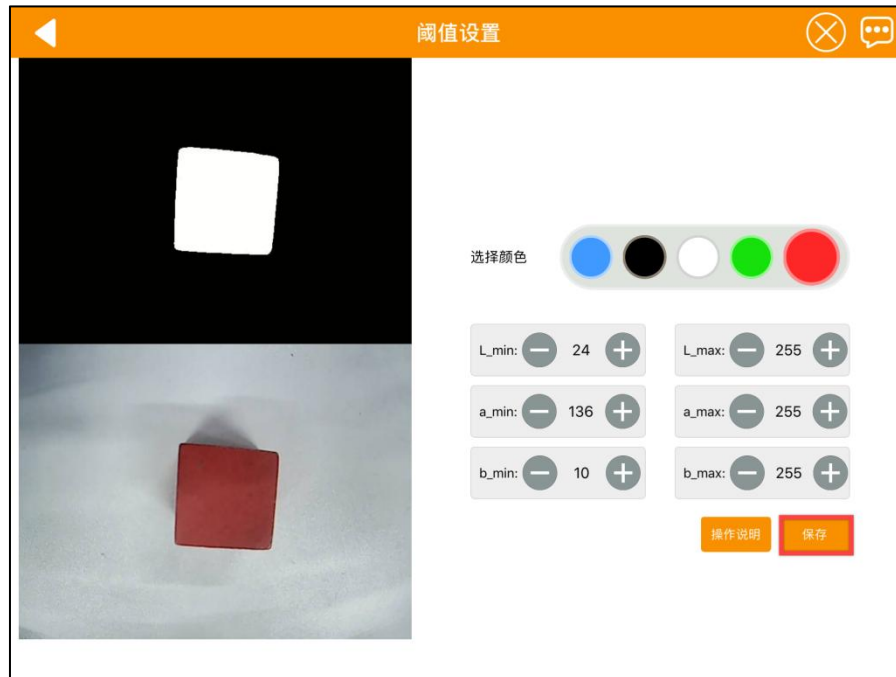 阈值设置
选择颜色
L_min: 24 L_max: 255
a_min: 136 a_max: 255
b_min: 10 b_max: 255
操作说明 保存